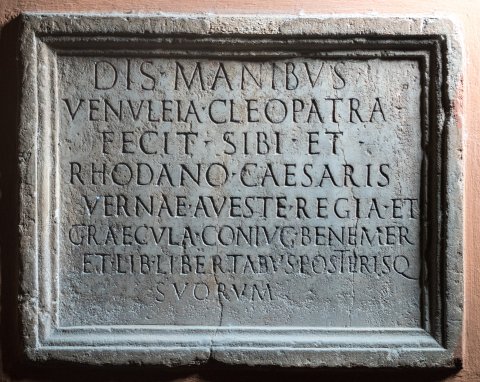 DIS MANIBVS
VENVLEIA CLEOPATRA
FECIT · SIBI · ET
RHODANO · CAESARIS
VERNAE · AVESTE · REGIA · ET
GRAECVLA · CONIVG · BENEMER
ET · LIB · LIBERTABVS · POSTERISQ
SVORVM